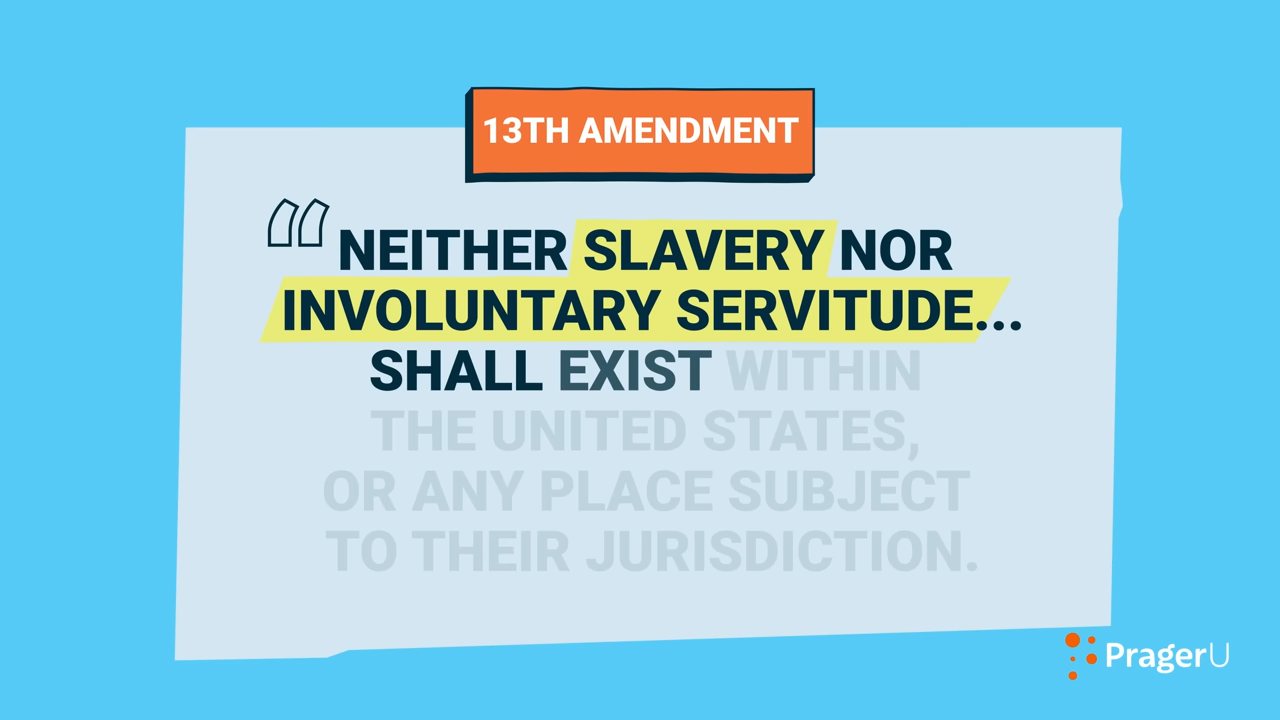 13TH AMENDMENT
“NEITHER SLAVERY NOR
INVOLUNTARY SERVITUDE...
SHALL EXIST WITHIN
THE UNITED STATES,
OR ANY PLACE SUBJECT
TO THEIR JURISDICTION.
PragerU